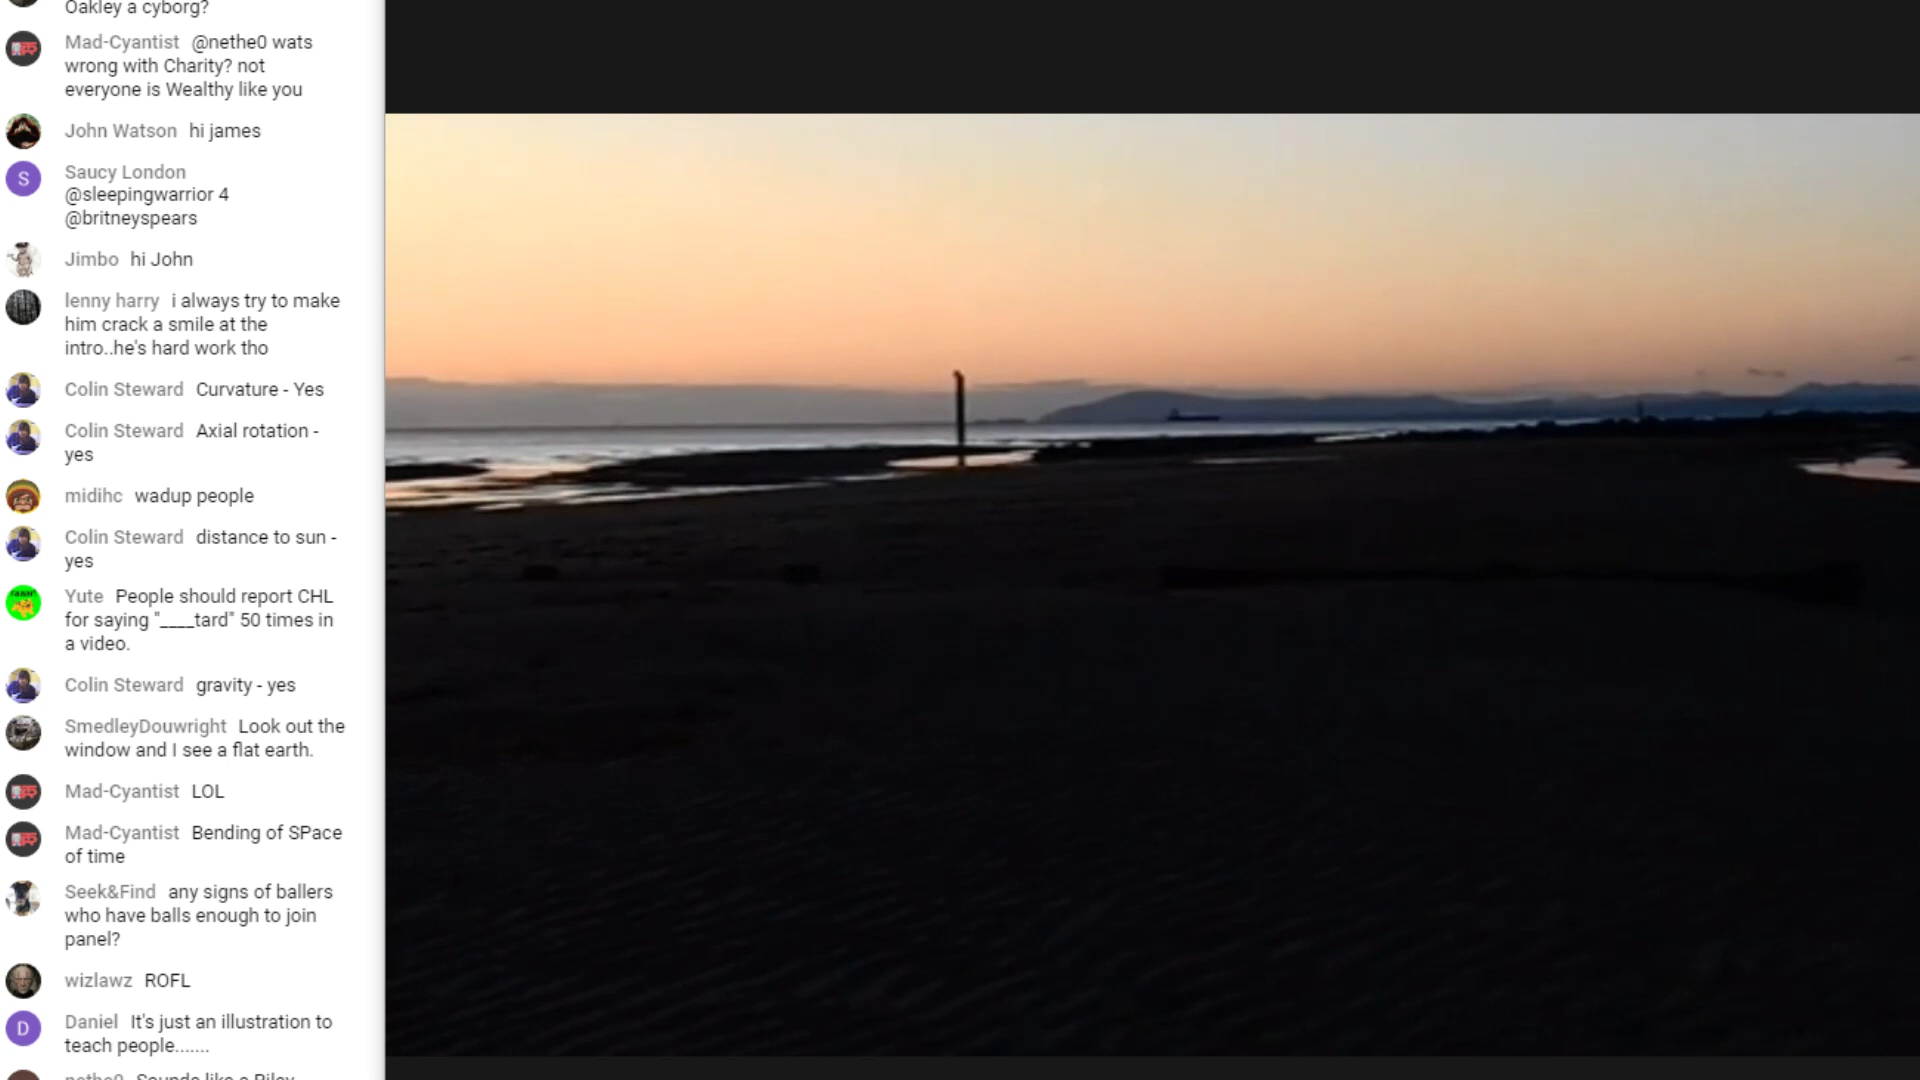 Oakley a cyborg?
Mad-Cyantist @nethe0 wats
wrong with Charity? not
everyone is Wealthy like you
John Watson hi james
S
Saucy London
@sleepingwarrior 4
@britneyspears
Jimbo hi John
lenny harry i always try to make
him crack a smile at the
intro..he's hard work tho
Colin Steward Curvature - Yes
Colin Steward Axial rotation -
yes
midihc wadup people
Colin Steward distance to sun -
yes
Yute People should report CHL
for saying "____tard" 50 times in
a video.
Colin Steward gravity - yes
SmedleyDouwright Look out the
window and I see a flat earth.
Mad-Cyantist LOL
Mad-Cyantist Bending of SPace
of time
Seek&Find any signs of ballers
who have balls enough to join
panel?
wizlawz ROFL
D
Daniel It's just an illustration to
teach people.......
nethe0 Sounds like a Riley